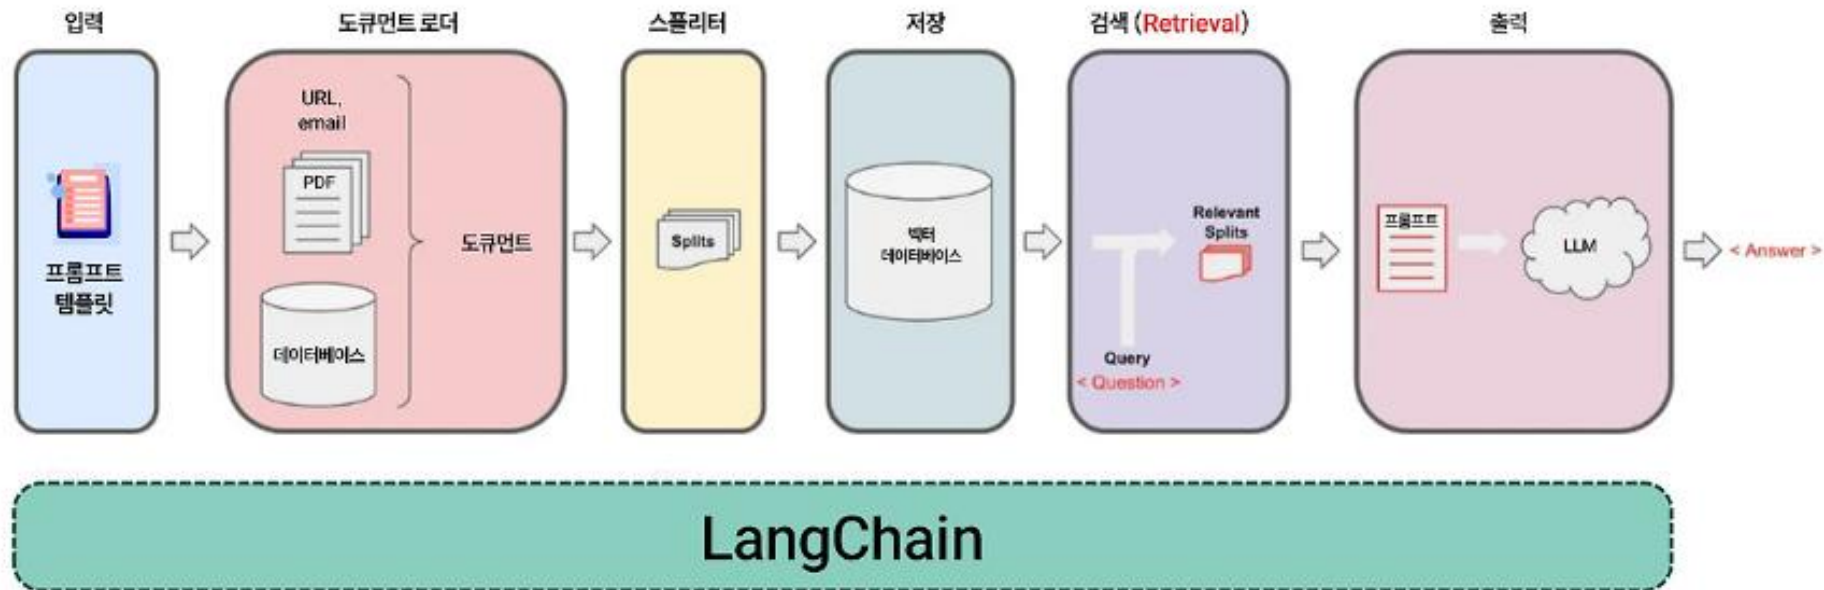 입력
도큐먼트 로더
스플리터
저장
검색 (Retrieval)
출력
프롬프트
템플릿
URL,
email
PDF
데이터베이스
도큐먼트
Splits
벡터
데이터베이스
Relevant
Splits
Query
< Question >
프롬프트
LLM
< Answer >
LangChain